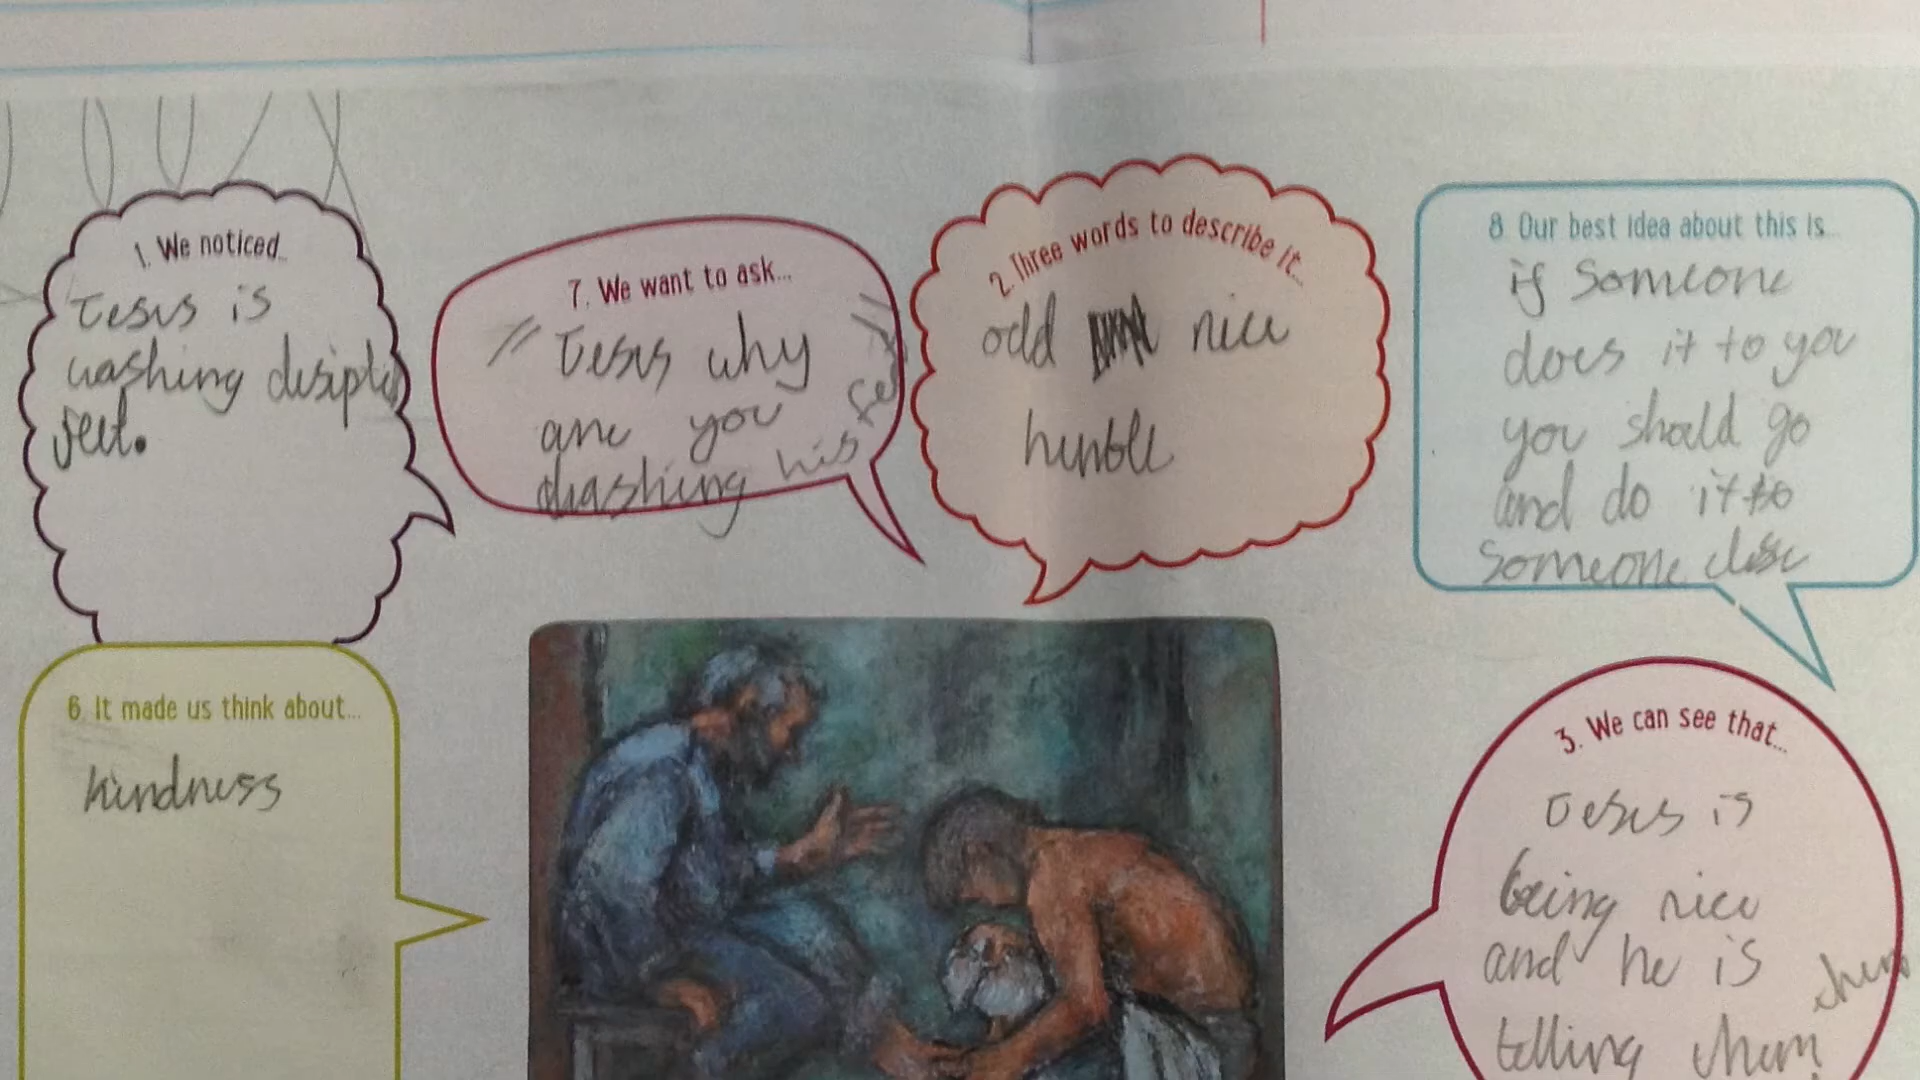 1. We noticed...
Jesus is
washing desiples
feet.
7. We want to ask...
" Jesus why "
are you
washing his feet
2. Three words to describe it...
odd nice
humble
8. Our best idea about this is...
if someone
does it to you
you should go
and do it to
someone else
6. It made us think about...
kindness
3. We can see that...
Jesus is
being nice
and he is
telling them